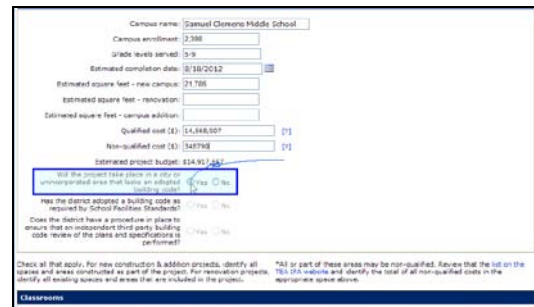 Campus name: Samuel Clemens Middle School
Campus enrollment: 2,398
Grade levels served: 5-9
Estimated completion date: 8/18/2012
Estimated square feet - new campus: 21,786
Estimated square feet - renovation:
Estimated square feet - campus addition:
Qualified cost ($): 14,568,507 [?]
Non-qualified cost ($): 348790 [?]
Estimated project budget:
Will the project take place in a city or
unincorporated area that lacks an adopted
building code? Yes No
Has the district adopted a building code as
required by School Facilities Standards? Yes No
Does the district have a procedure in place to
ensure that an independent third party building
code review of the plans and specifications is
performed? Yes No
Check all that apply. For new construction & addition projects, identify all
spaces and areas constructed as part of the project. For renovation projects,
identify all existing spaces and areas that are included in the project.
*All or part of these areas may be non-qualified. Review that the list on the
TEA IFA website and identify the total of all non-qualified costs in the
appropriate space above.
Classrooms